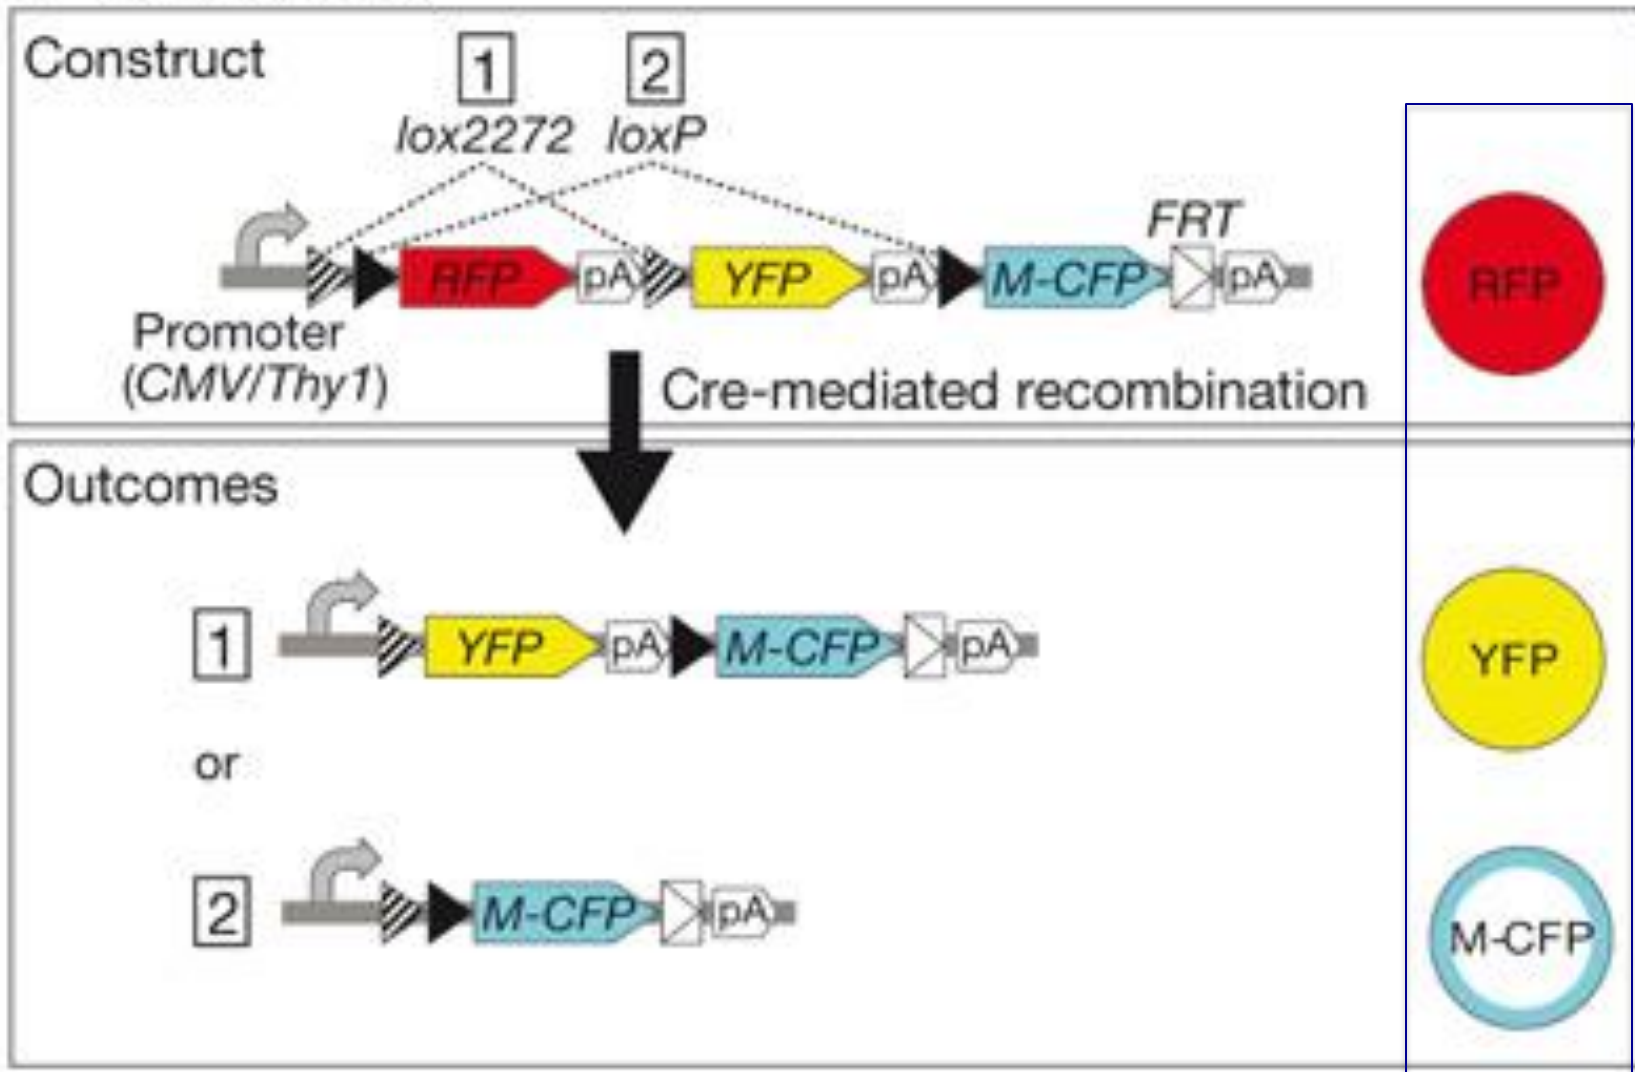 Construct
1 2
lox2272 loxP
FRT
RFP pA YFP pA M-CFP pA
RFP
Promoter
(CMV/Thy1)
Cre-mediated recombination
Outcomes
1 YFP pA M-CFP pA
YFP
or
2 M-CFP pA
M-CFP